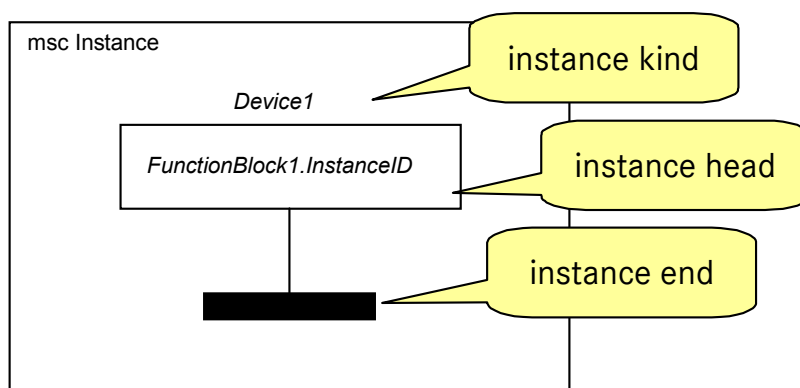 msc Instance
instance kind
Device1
FunctionBlock1.InstanceID
instance head
instance end